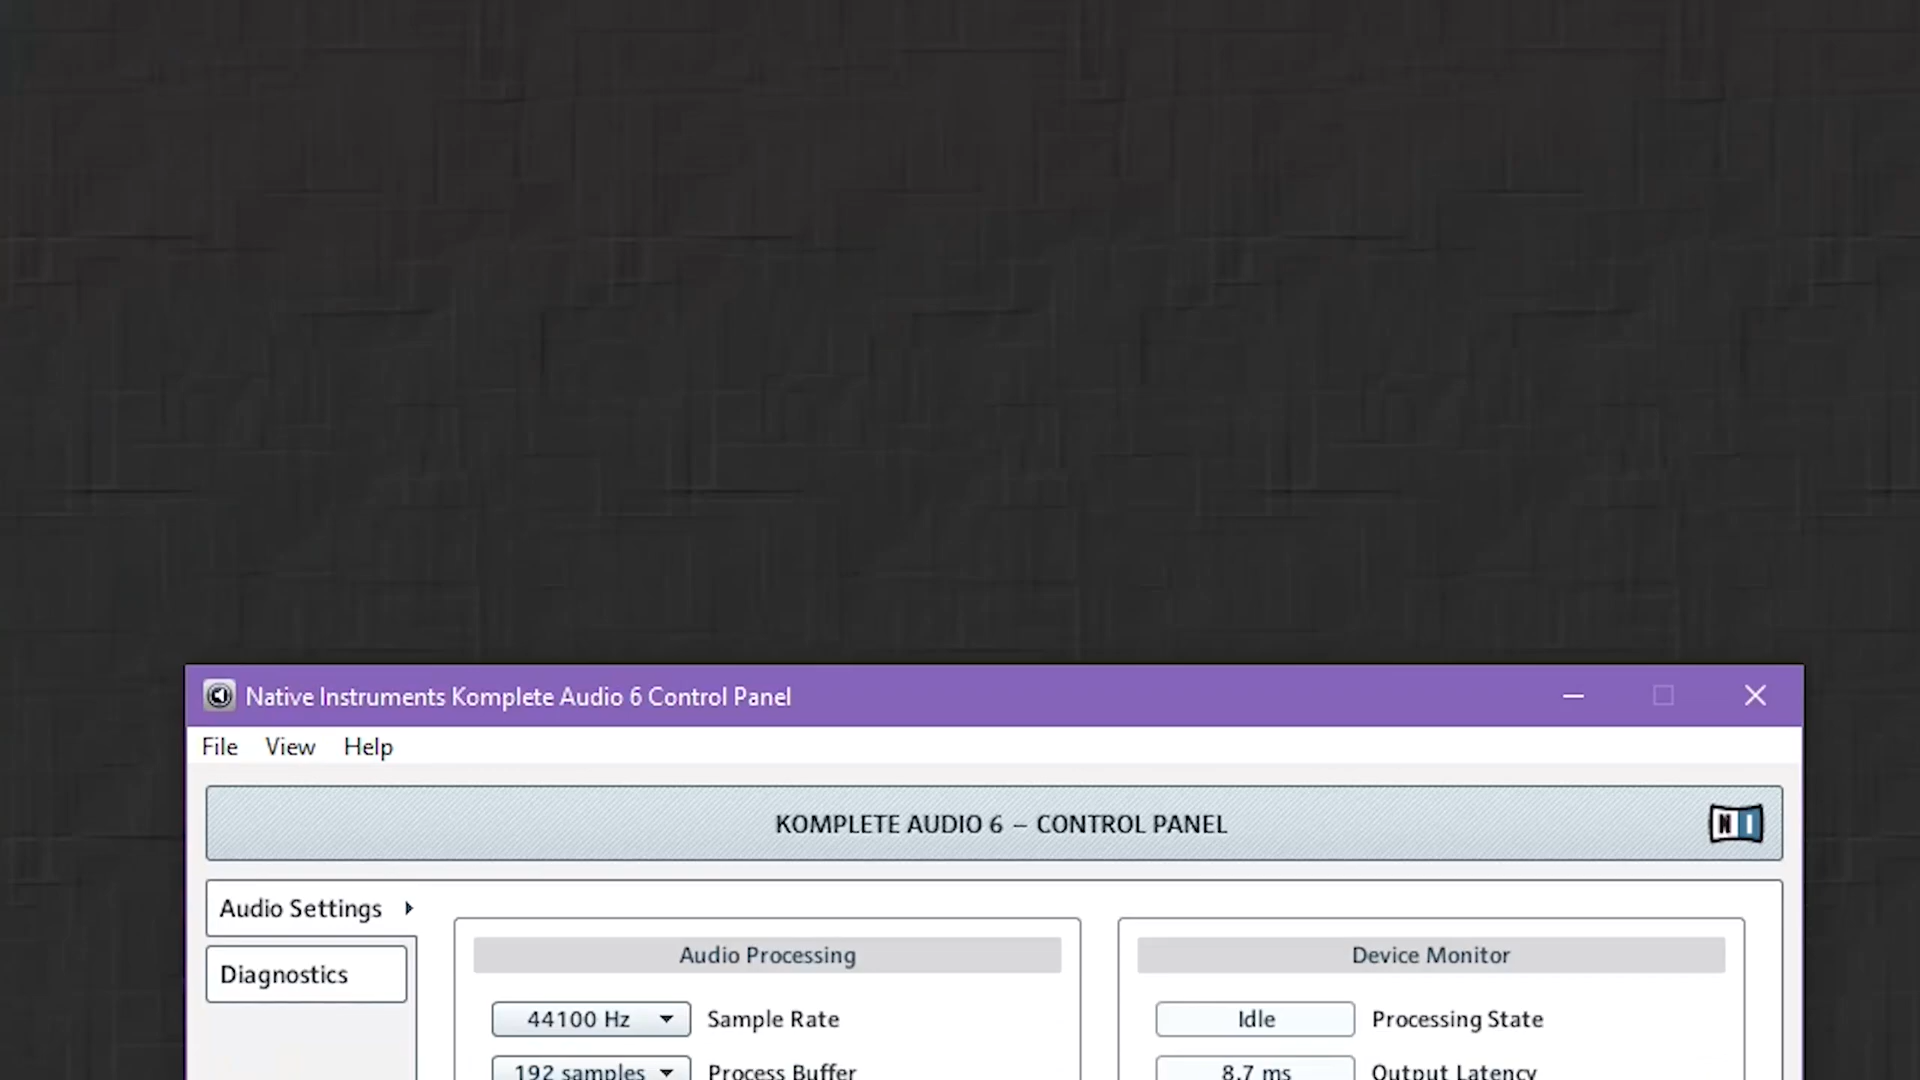 Native Instruments Komplete Audio 6 Control Panel
File View Help
KOMPLETE AUDIO 6 – CONTROL PANEL
NI
Audio Settings
Diagnostics
Audio Processing
44100 Hz Sample Rate
192 samples Process Buffer
Device Monitor
Idle Processing State
8.7 ms Output Latency